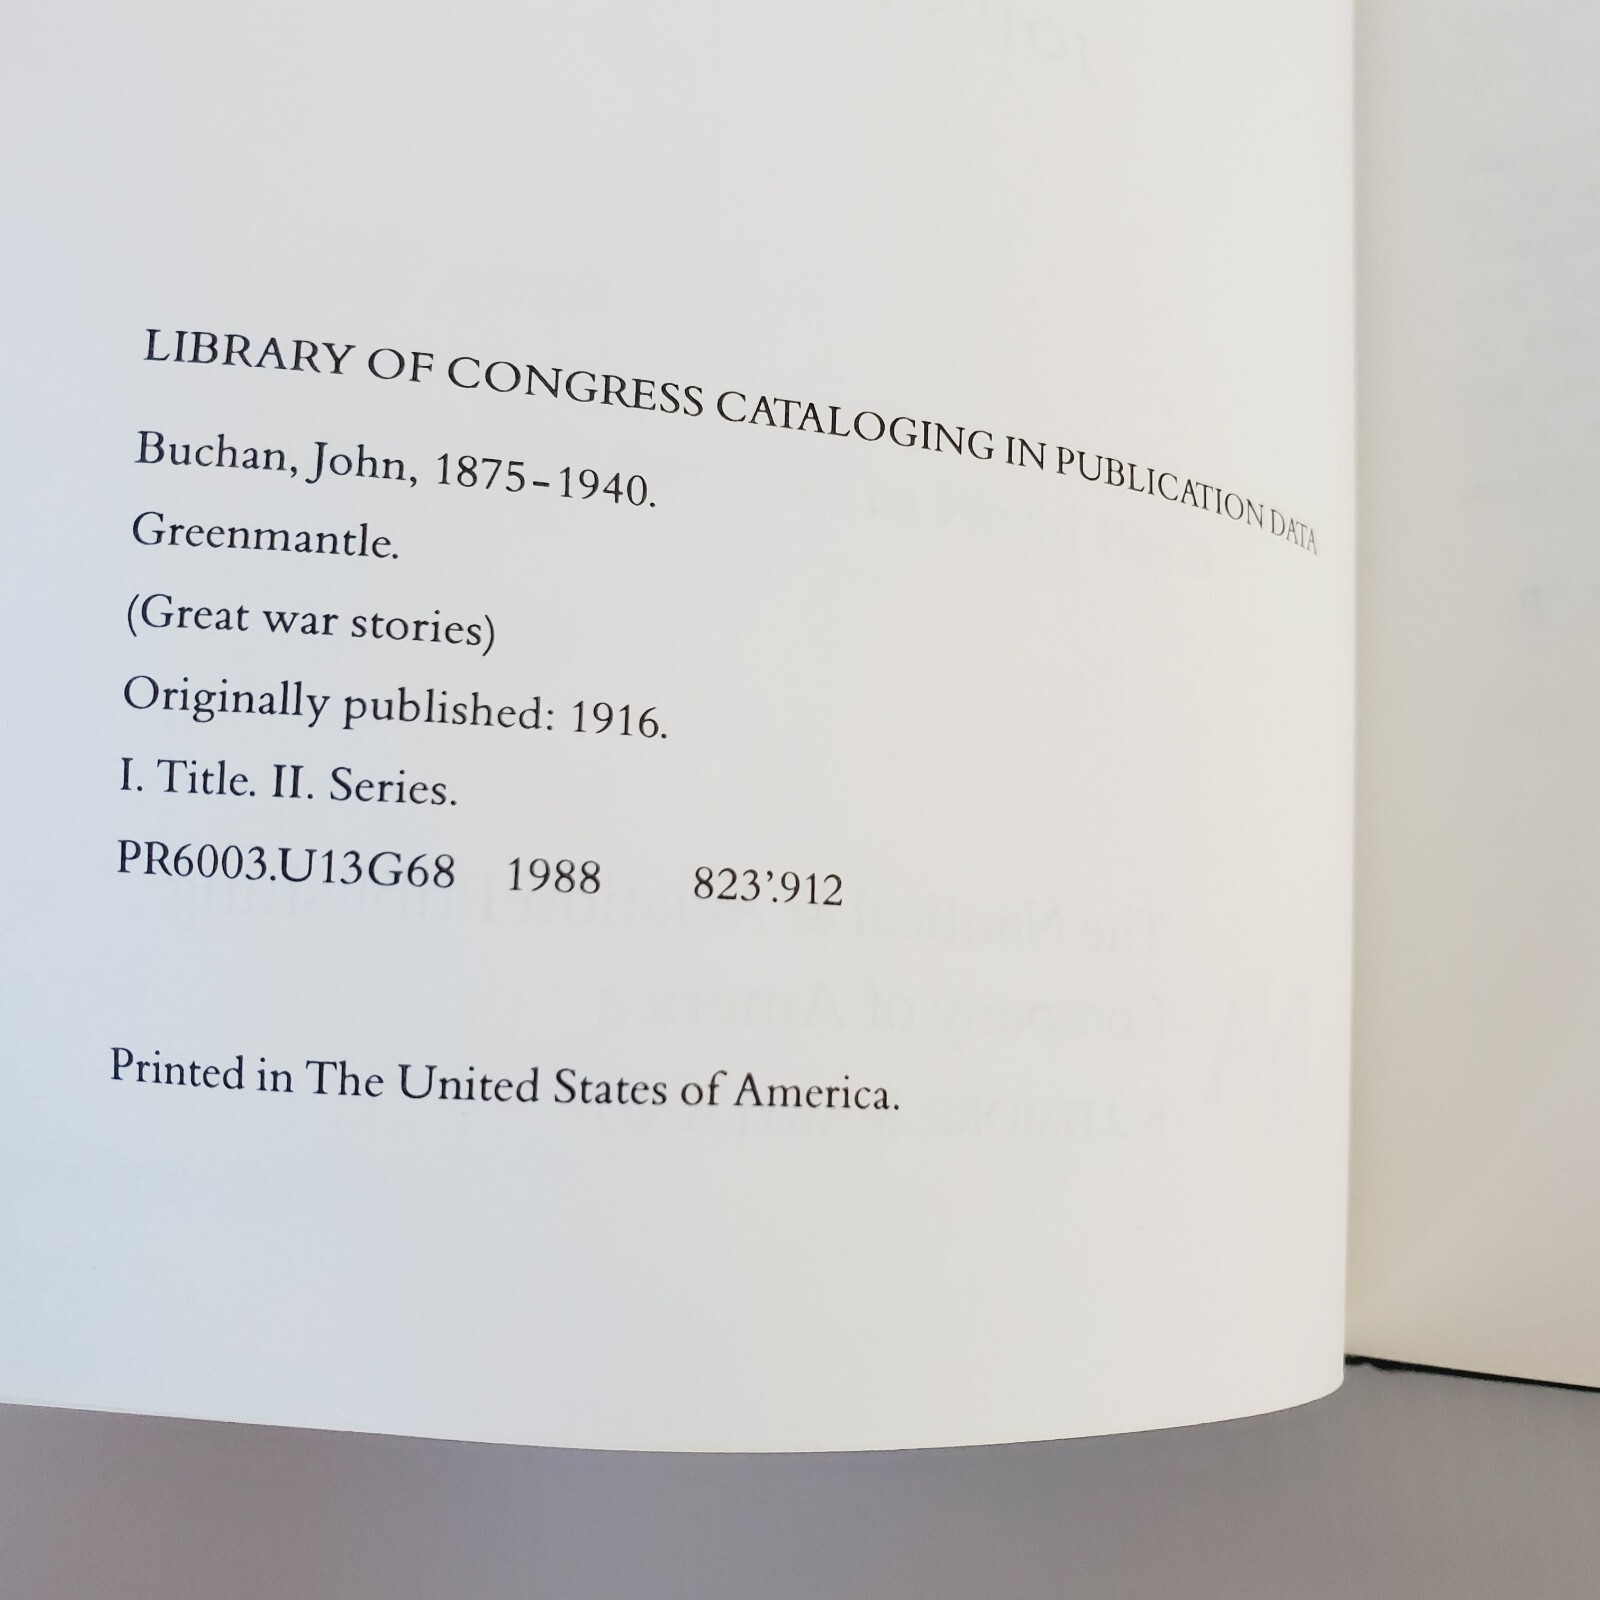 LIBRARY OF CONGRESS CATALOGING IN PUBLICATION DATA
Buchan, John, 1875-1940.
Greenmantle.
(Great war stories)
Originally published: 1916.
I. Title. II. Series.
PR6003.U13G68 1988 823'.912
Printed in The United States of America.